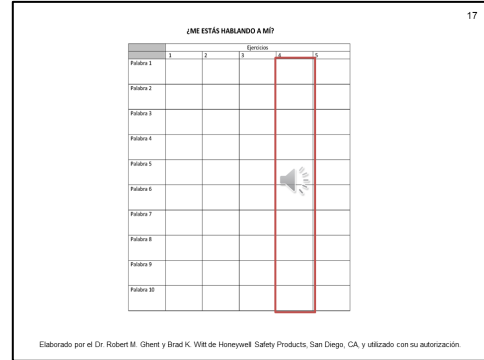 17
¿ME ESTÁS HABLANDO A MÍ?
Ejercicios
1 2 3 4 5
Palabra 1
Palabra 2
Palabra 3
Palabra 4
Palabra 5
Palabra 6
Palabra 7
Palabra 8
Palabra 9
Palabra 10
Elaborado por el Dr. Robert M. Ghent y Brad K. Witt de Honeywell Safety Products, San Diego, CA, y utilizado con su autorización.